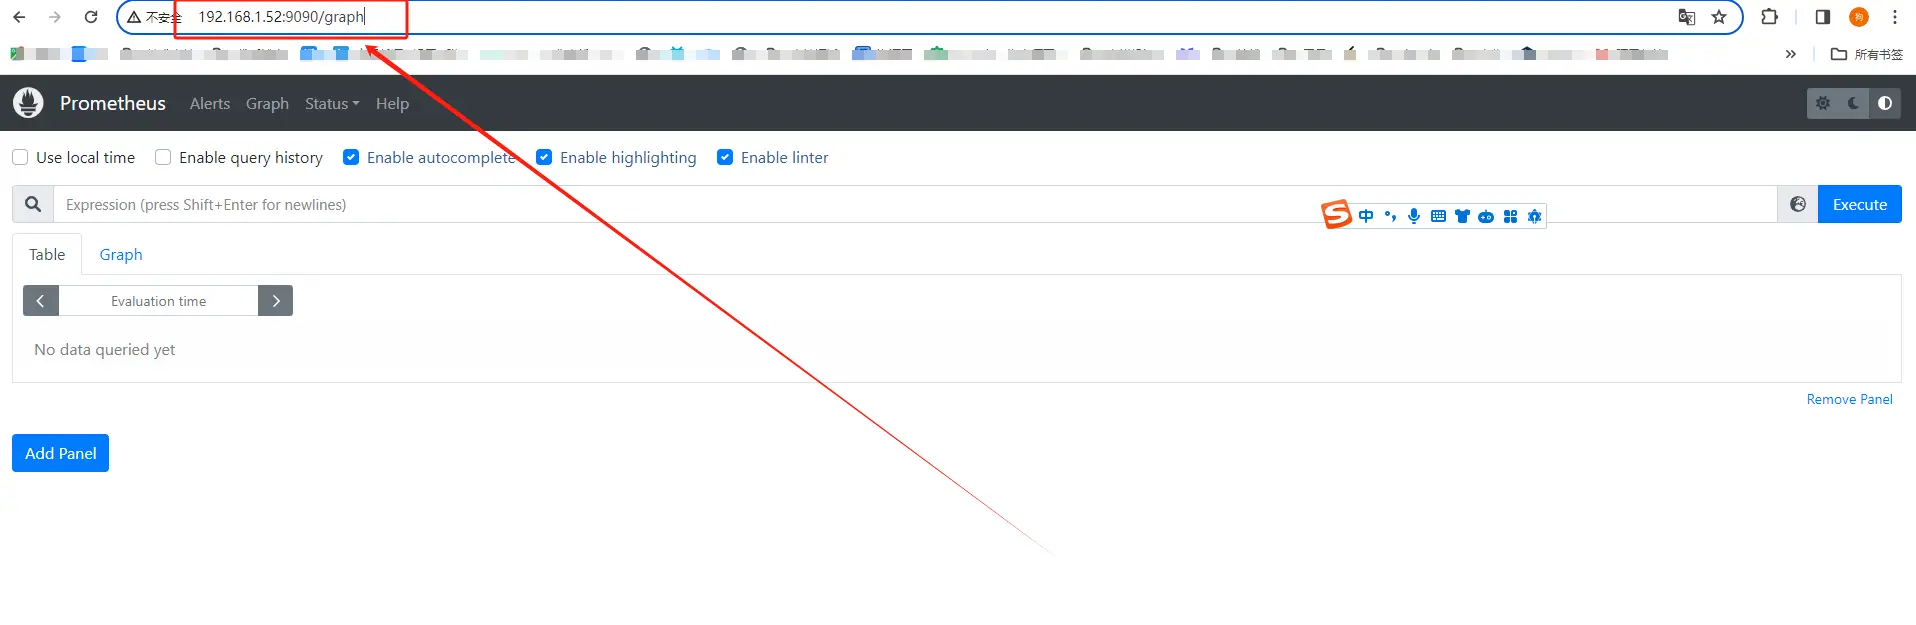 不安全 192.168.1.52:9090/graph
所有书签
Prometheus Alerts Graph Status Help
Use local time Enable query history Enable autocomplete Enable highlighting Enable linter
Expression (press Shift+Enter for newlines)
中
Execute
Table Graph
Evaluation time
No data queried yet
Remove Panel
Add Panel